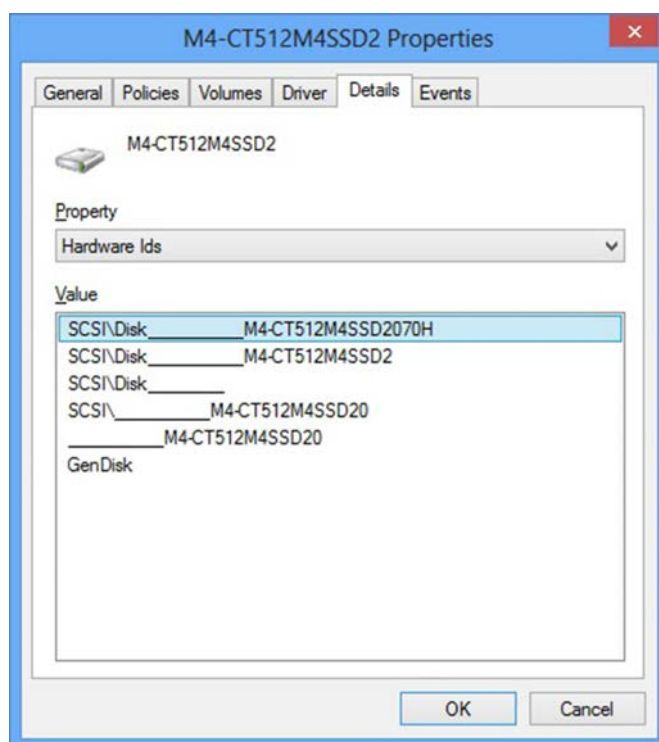 M4-CT512M4SSD2 Properties
General Policies Volumes Driver Details Events
M4-CT512M4SSD2
Property
Hardware Ids
Value
SCSI\Disk__________M4-CT512M4SSD2070H
SCSI\Disk__________M4-CT512M4SSD2
SCSI\Disk________
SCSI\__________M4-CT512M4SSD20
__________M4-CT512M4SSD20
GenDisk
OK Cancel